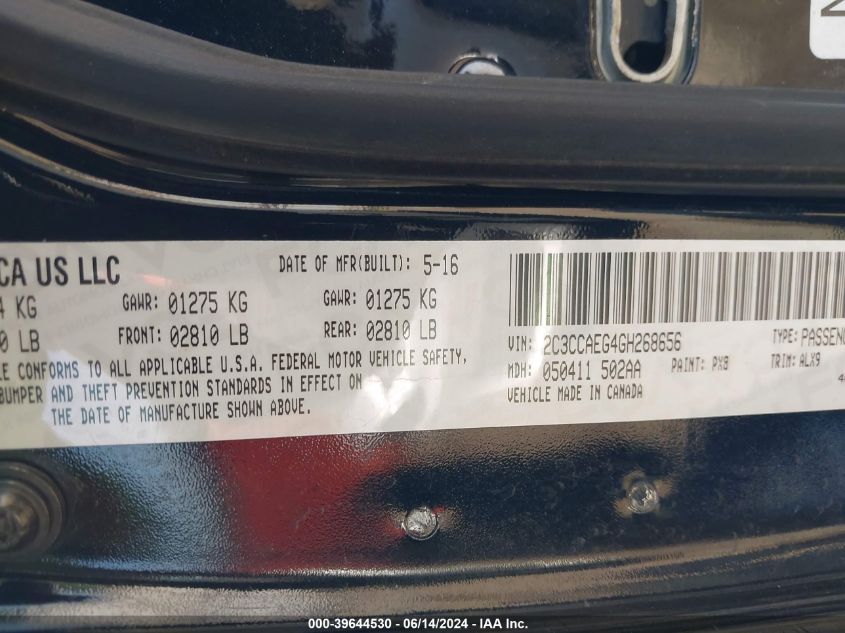 CA US LLC DATE OF MFR(BUILT): 5-16
KG GAWR: 01275 KG GAWR: 01275 KG
LB FRONT: 02810 LB REAR: 02810 LB
CONFORMS TO ALL APPLICABLE U.S.A. FEDERAL MOTOR VEHICLE SAFETY,
BUMPER AND THEFT PREVENTION STANDARDS IN EFFECT ON
THE DATE OF MANUFACTURE SHOWN ABOVE.
VIN: 2C3CCAEG4GH268656 TYPE: PASSEN
MDH: 050411 502AA PAINT: PX8 TRIM: ALX9
VEHICLE MADE IN CANADA
000-39644530 - 06/14/2024 - IAAI.com